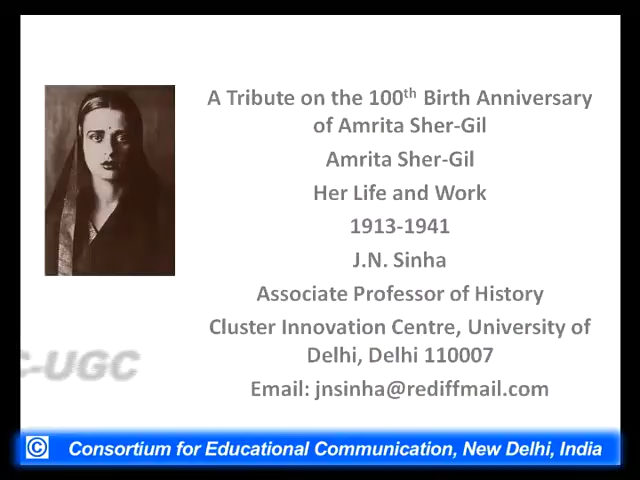 A Tribute on the 100th Birth Anniversary
of Amrita Sher-Gil
Amrita Sher-Gil
Her Life and Work
1913-1941
J.N. Sinha
Associate Professor of History
Cluster Innovation Centre, University of
Delhi, Delhi 110007
Email: jnsinha@rediffmail.com
C-UGC
© Consortium for Educational Communication, New Delhi, India